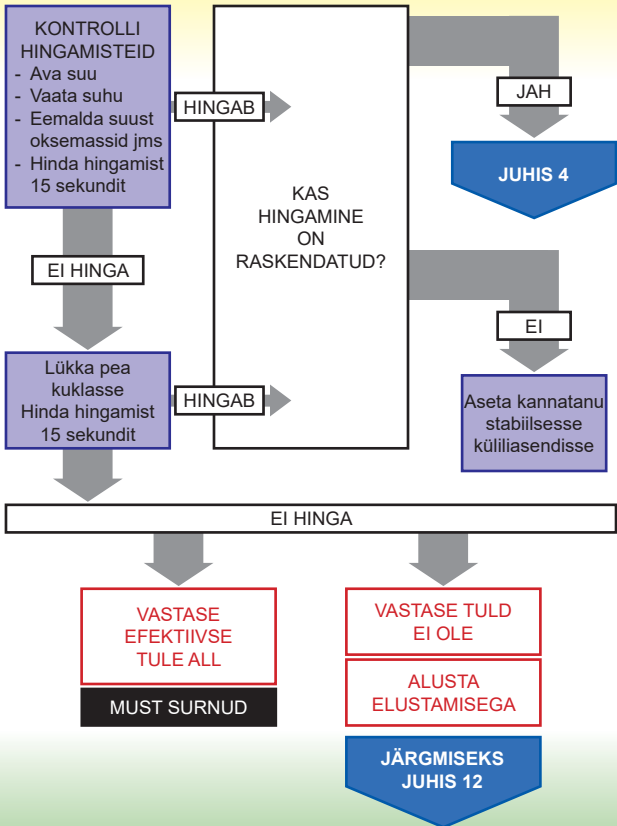 KONTROLLI
HINGAMISTEID
- Ava suu
- Vaata suhu
- Eemalda suust
oksemassid jms
- Hinda hingamist
15 sekundit
HINGAB
KAS
HINGAMINE
ON
RASKENDATUD?
JAH
JUHIS 4
EI HINGA
EI
Lükka pea
kuklasse
Hinda hingamist
15 sekundit
HINGAB
Aseta kannatanu
stabiilsesse
küliliasendisse
EI HINGA
VASTASE
EFEKTIIVSE
TULE ALL
MUST SURNUD
VASTASE TULD
EI OLE
ALUSTA
ELUSTAMISEGA
JÄRGMISEKS
JUHIS 12